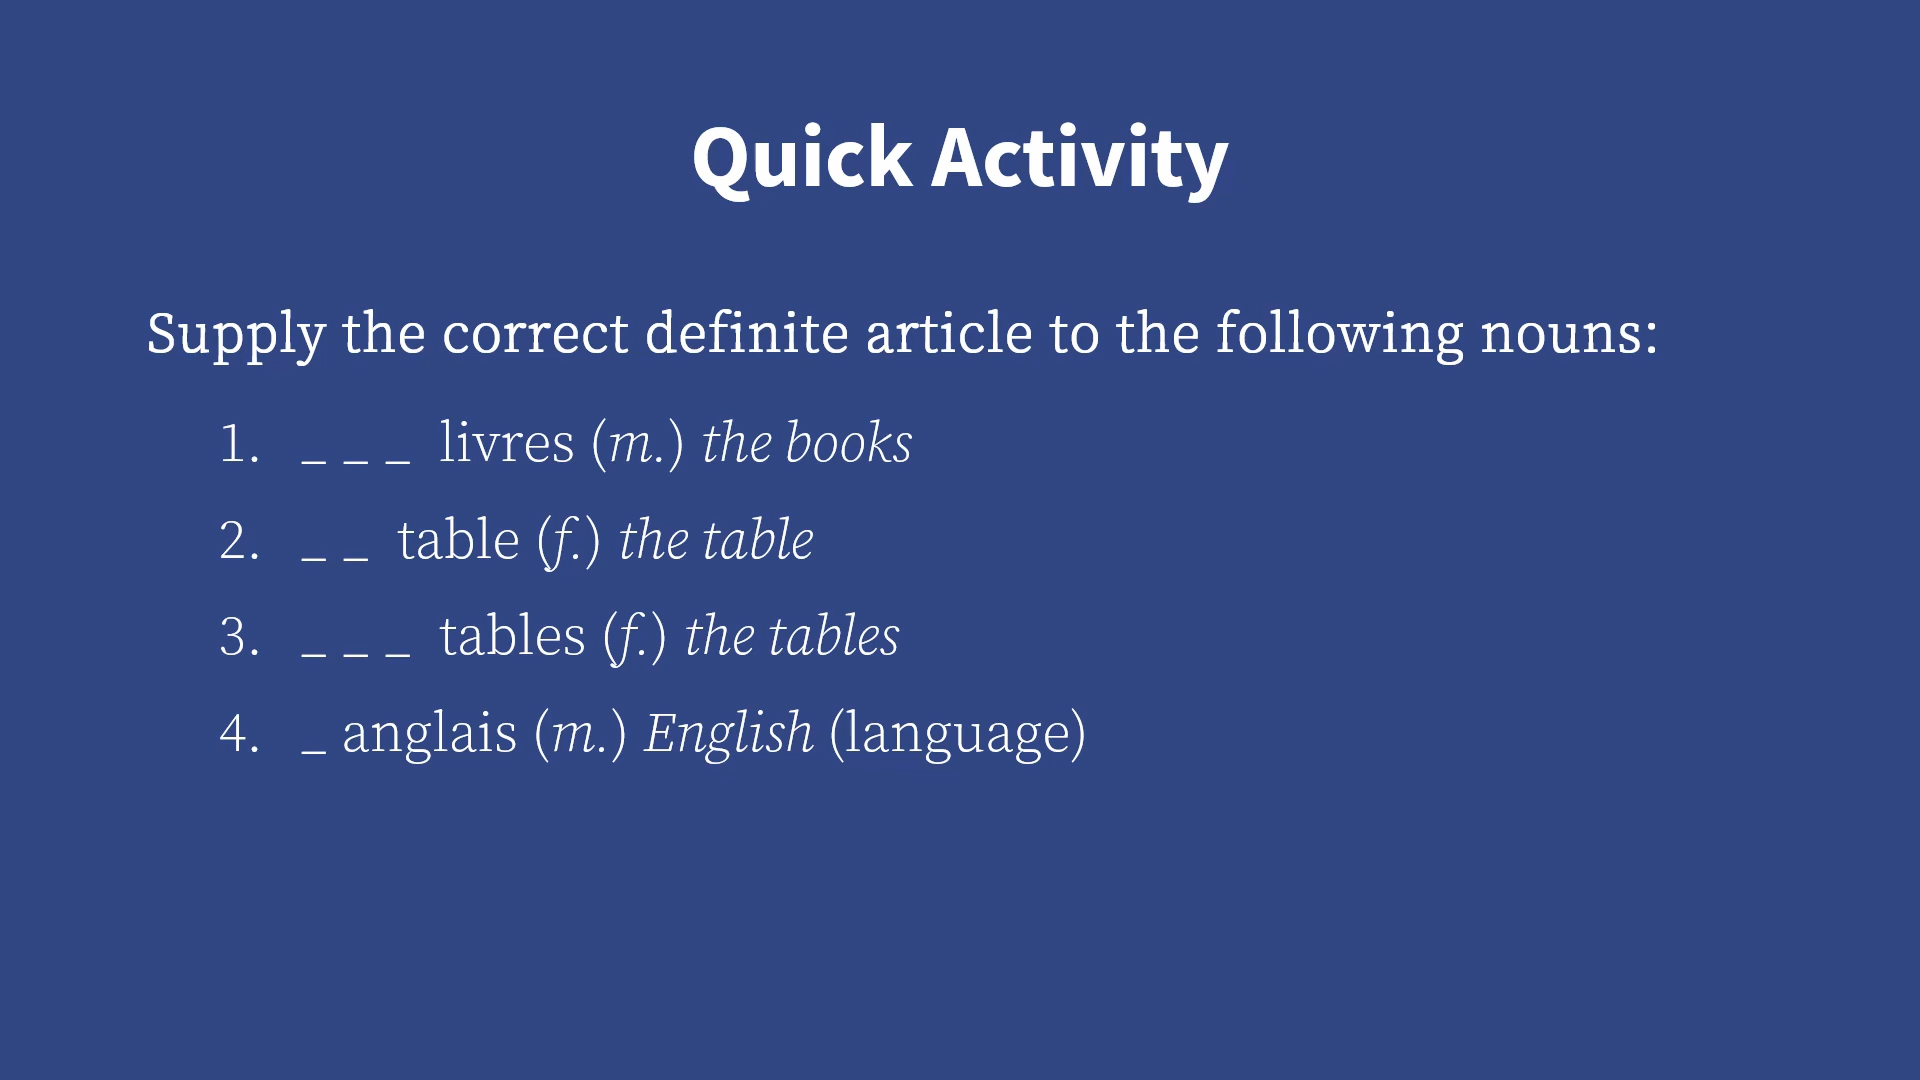 Quick Activity
Supply the correct definite article to the following nouns:
1. _ _ _ livres (m.) the books
2. _ _ table (f.) the table
3. _ _ _ tables (f.) the tables
4. _ anglais (m.) English (language)